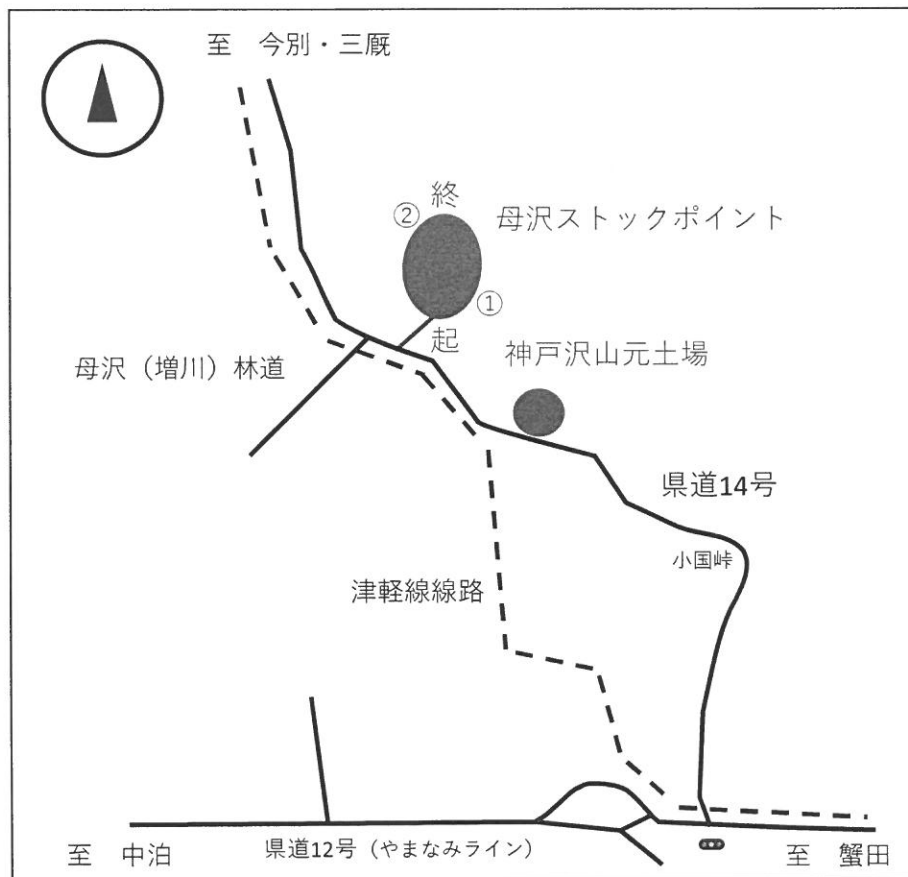 至　今別・三厩
終
② 母沢ストックポイント
①
起
神戸沢山元土場
母沢（増川）林道
県道14号
小国峠
津軽線線路
県道12号（やまなみライン）
至　中泊
至　蟹田